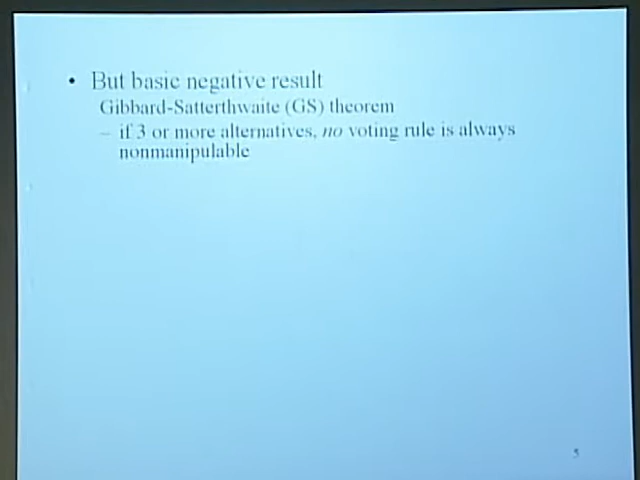 • But basic negative result
Gibbard-Satterthwaite (GS) theorem
– if 3 or more alternatives, no voting rule is always
nonmanipulable
5